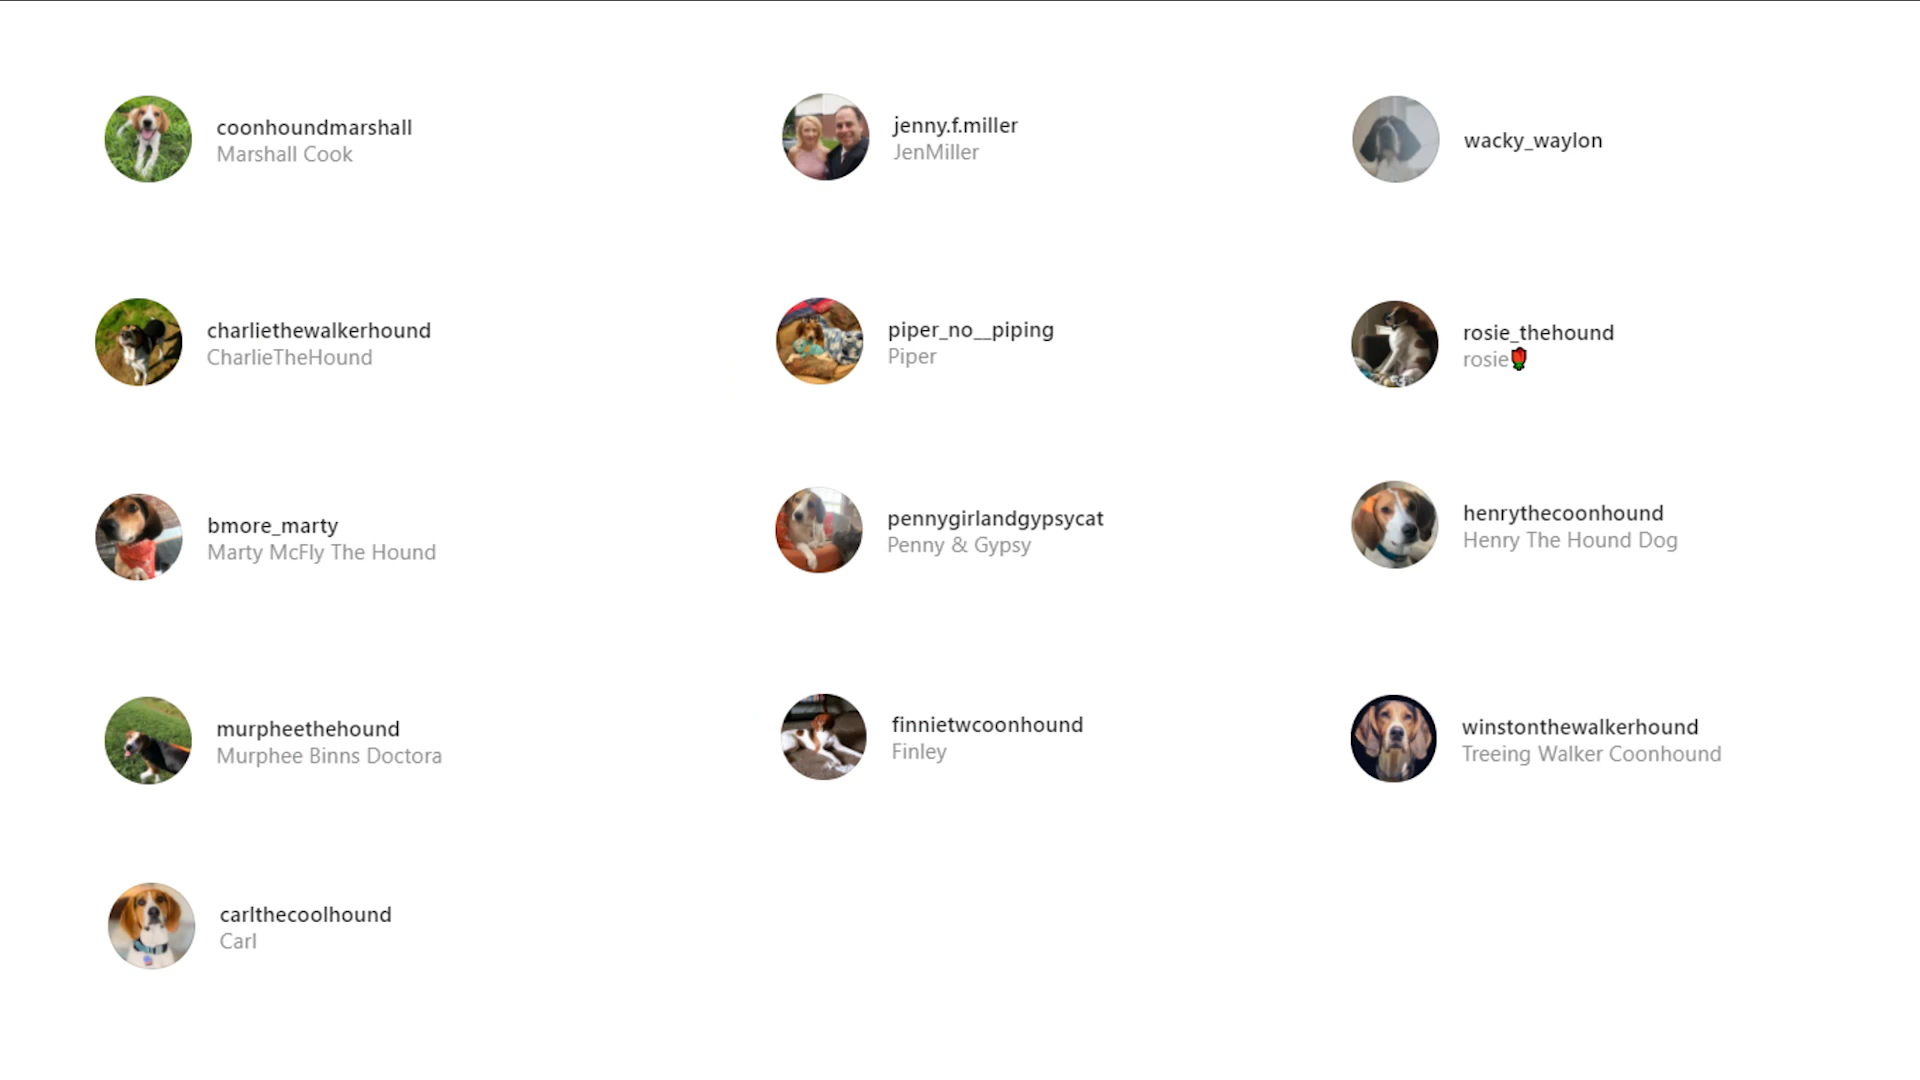 coonhoundmarshall
Marshall Cook
jenny.f.miller
JenMiller
wacky_waylon
charliethewalkerhound
CharlieTheHound
piper_no__piping
Piper
rosie_thehound
rosie🌹
bmore_marty
Marty McFly The Hound
pennygirlandgypsycat
Penny & Gypsy
henrythecoonhound
Henry The Hound Dog
murpheethehound
Murphee Binns Doctora
finnietwcoonhound
Finley
winstonthewalkerhound
Treeing Walker Coonhound
carlthecoolhound
Carl